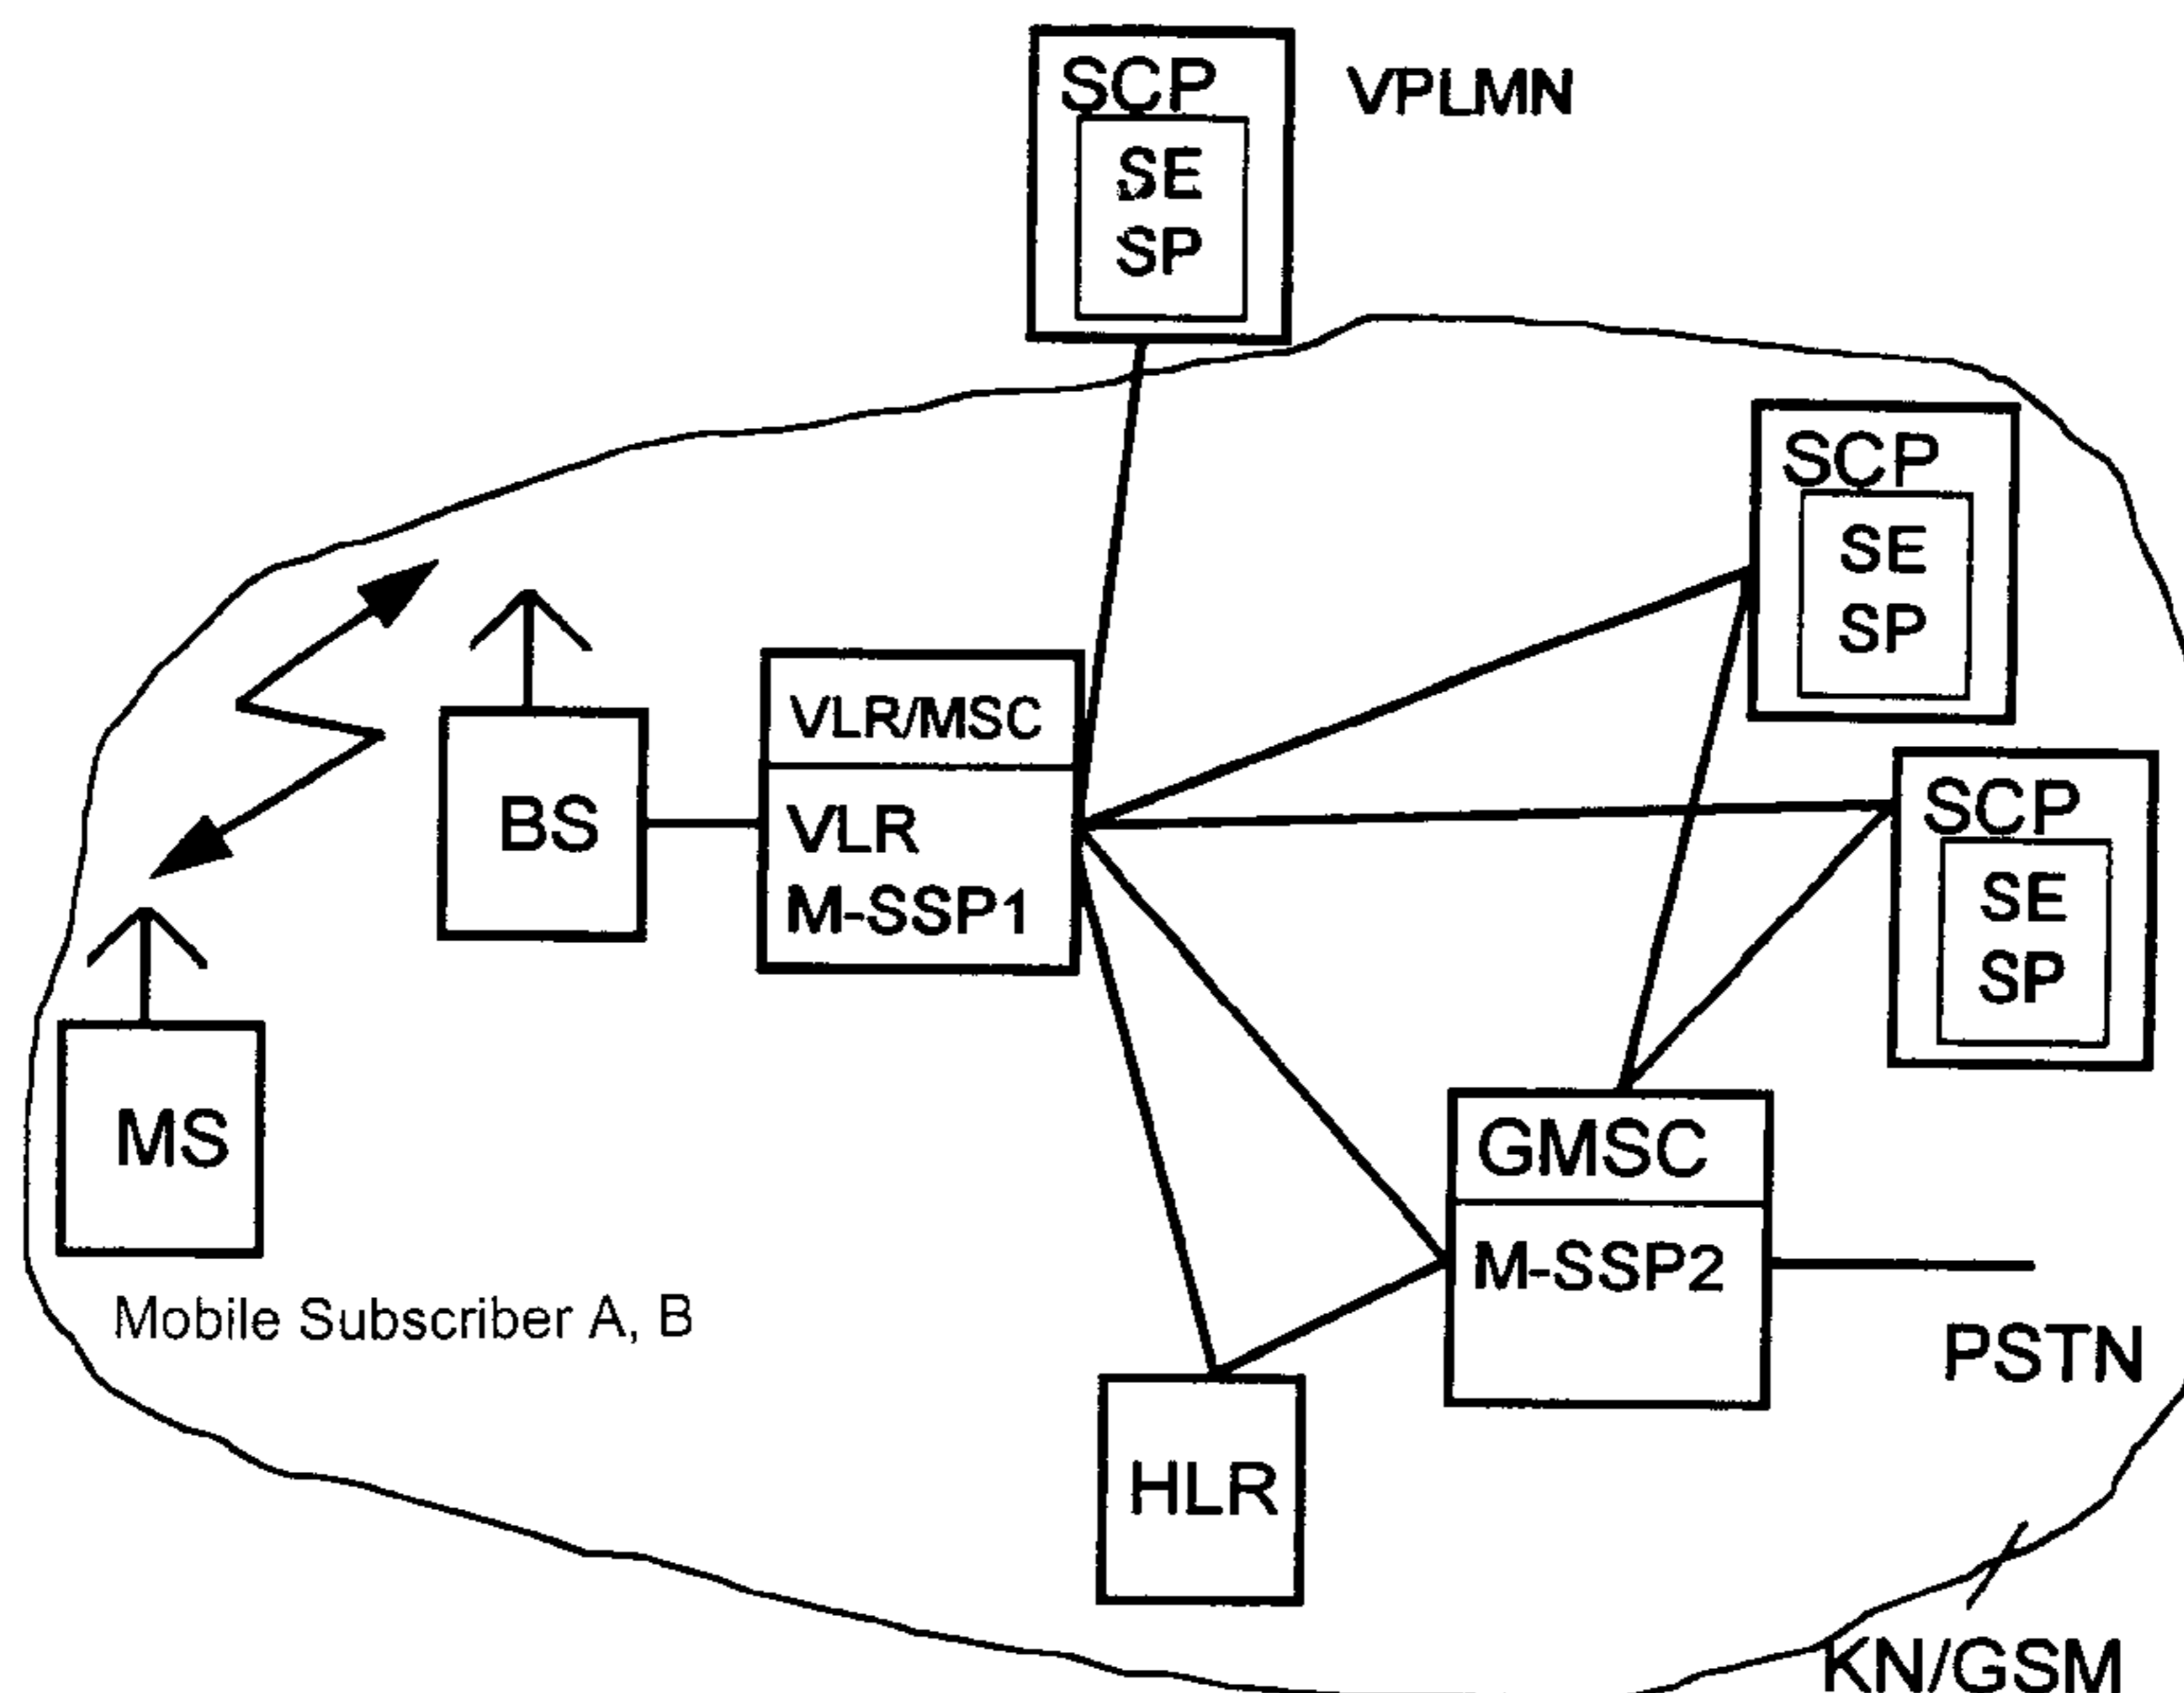 SCP
SE
SP
VPLMN
SCP
SE
SP
VLR/MSC
VLR
M-SSP1
BS
SCP
SE
SP
MS
GMSC
M-SSP2
Mobile Subscriber A, B
PSTN
HLR
KN/GSM